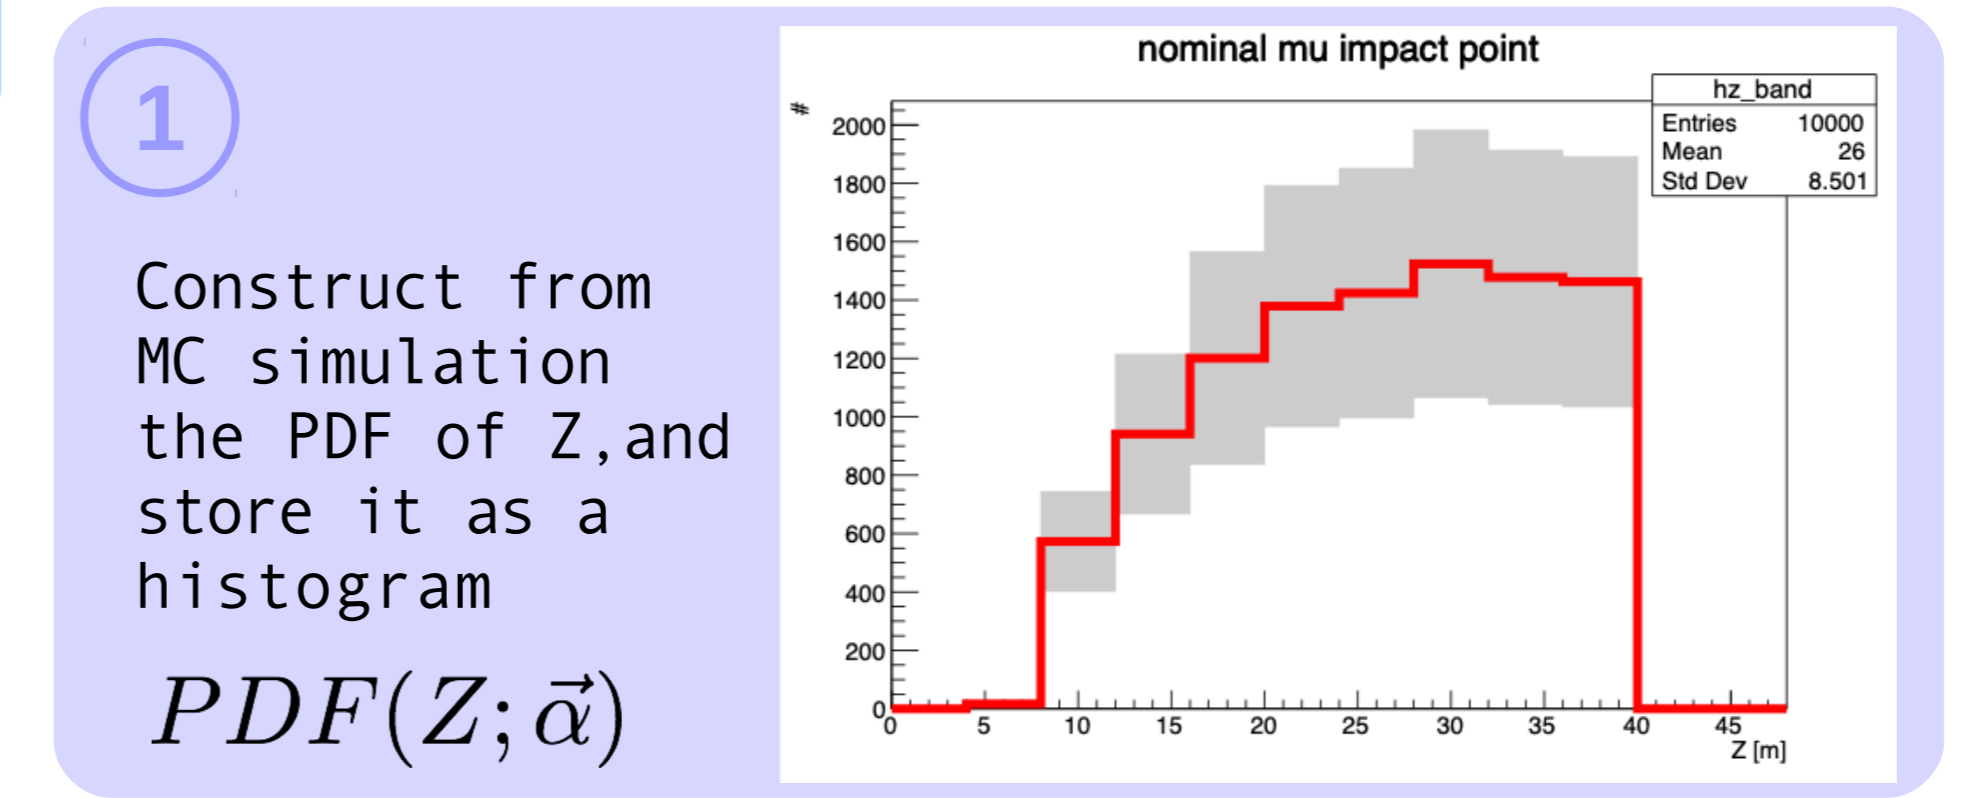 1
Construct from
MC simulation
the PDF of Z,and
store it as a
histogram
PDF(Z;α⃗)
nominal mu impact point
hz_band
Entries 10000
Mean 26
Std Dev 8.501
#
2000
1800
1600
1400
1200
1000
800
600
400
200
0
0 5 10 15 20 25 30 35 40 45
Z [m]